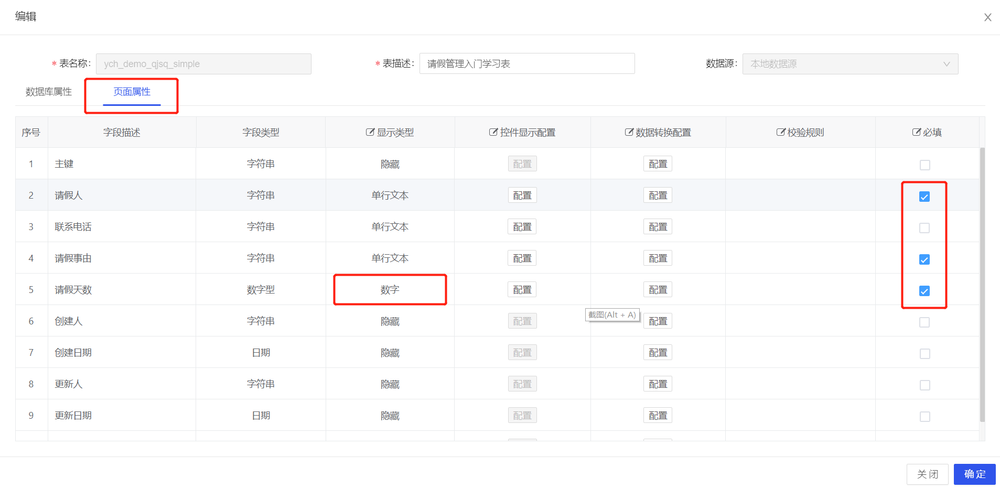 编辑
* 表名称: ych_demo_qjsq_simple * 表描述: 请假管理入门学习表 数据源: 本地数据源
数据库属性 页面属性
序号 字段描述 字段类型 显示类型 控件显示配置 数据转换配置 校验规则 必填
1 主键 字符串 隐藏 配置 配置
2 请假人 字符串 单行文本 配置 配置
3 联系电话 字符串 单行文本 配置 配置
4 请假事由 字符串 单行文本 配置 配置
5 请假天数 数字型 数字 配置 配置
截图(Alt + A)
6 创建人 字符串 隐藏 配置 配置
7 创建日期 日期 隐藏 配置 配置
8 更新人 字符串 隐藏 配置 配置
9 更新日期 日期 隐藏 配置 配置
关闭 确定